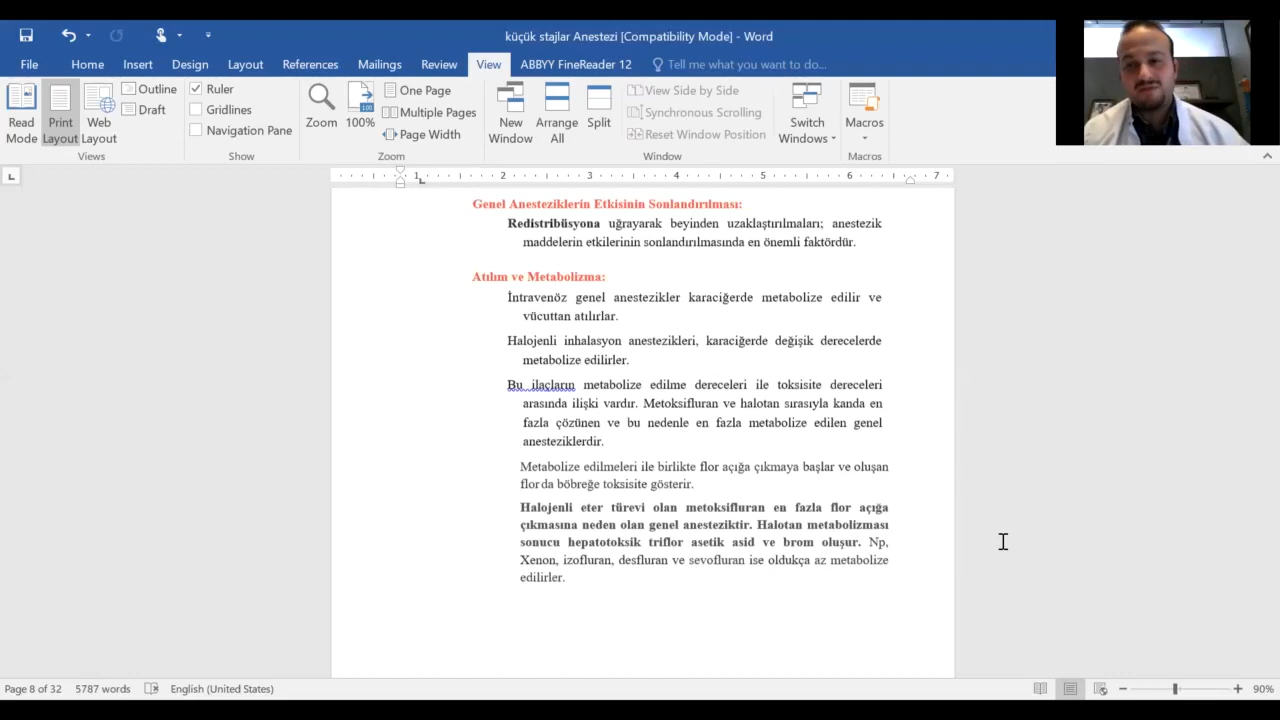 küçük stajlar Anestezi [Compatibility Mode] - Word
File Home Insert Design Layout References Mailings Review View ABBYY FineReader 12 Tell me what you want to do...
Read Mode
Print Layout
Web Layout
Outline
Draft
Views
Ruler
Gridlines
Navigation Pane
Show
Zoom
100%
One Page
Multiple Pages
Page Width
Zoom
New Window
Arrange All
Split
View Side by Side
Synchronous Scrolling
Reset Window Position
Window
Switch Windows
Macros
Macros
1 2 3 4 5 6 7
Genel Anesteziklerin Etkisinin Sonlandırılması:
Redistribüsyona uğrayarak beyinden uzaklaştırılmaları; anestezik
maddelerin etkilerinin sonlandırılmasında en önemli faktördür.
Atılım ve Metabolizma:
İntravenöz genel anestezikler karaciğerde metabolize edilir ve
vücuttan atılırlar.
Halojenli inhalasyon anestezikleri, karaciğerde değişik derecelerde
metabolize edilirler.
Bu ilaçların metabolize edilme dereceleri ile toksisite dereceleri
arasında ilişki vardır. Metoksifluran ve halotan sırasıyla kanda en
fazla çözünen ve bu nedenle en fazla metabolize edilen genel
anesteziklerdir.
Metabolize edilmeleri ile birlikte flor açığa çıkmaya başlar ve oluşan
flor da böbreğe toksisite gösterir.
Halojenli eter türevi olan metoksifluran en fazla flor açığa
çıkmasına neden olan genel anesteziktir. Halotan metabolizması
sonucu hepatotoksik triflor asetik asid ve brom oluşur. Np,
Xenon, izofluran, desfluran ve sevofluran ise oldukça az metabolize
edilirler.
Page 8 of 32 5787 words English (United States) 90%